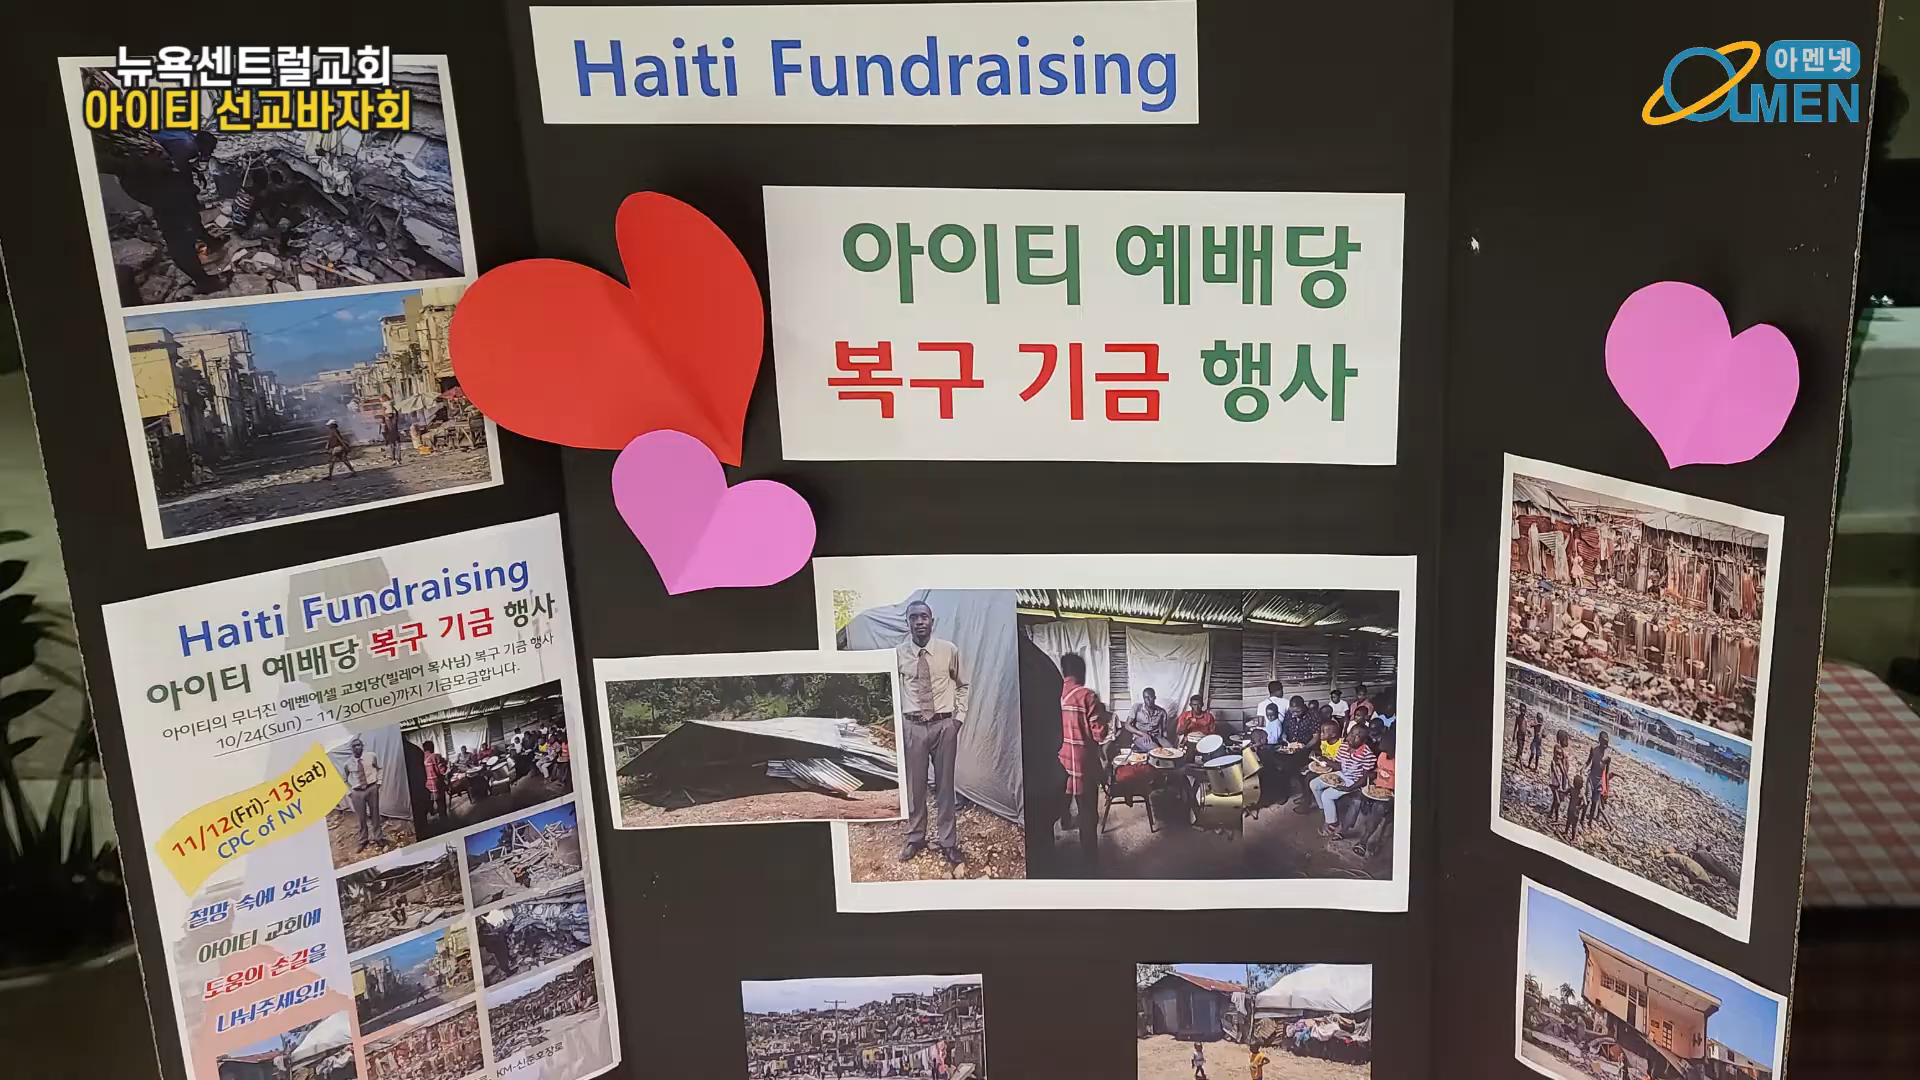 뉴욕센트럴교회
아이티 선교바자회
아멘넷
AMEN
Haiti Fundraising
아이티 예배당
복구 기금 행사
Haiti Fundraising
아이티 예배당 복구 기금 행사
아이티의 무너진 에벤에셀 교회당(빌레어 목사님) 복구 기금 행사
10/24(Sun) – 11/30(Tue)까지 기금모금합니다.
11/12(Fri)-13(sat)
CPC of NY
절망 속에 있는
아이티 교회에
도움의 손길을
나눠주세요!!
KM-신준호장로